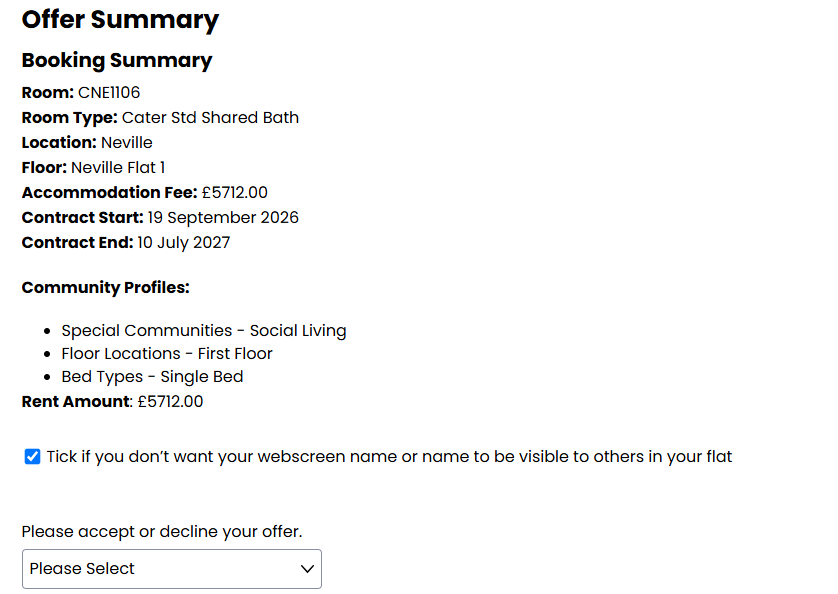 Offer Summary
Booking Summary
Room: CNE1106
Room Type: Cater Std Shared Bath
Location: Neville
Floor: Neville Flat 1
Accommodation Fee: £5712.00
Contract Start: 19 September 2026
Contract End: 10 July 2027
Community Profiles:
Special Communities - Social Living
Floor Locations - First Floor
Bed Types - Single Bed
Rent Amount: £5712.00
Tick if you don’t want your webscreen name or name to be visible to others in your flat
Please accept or decline your offer.
Please Select